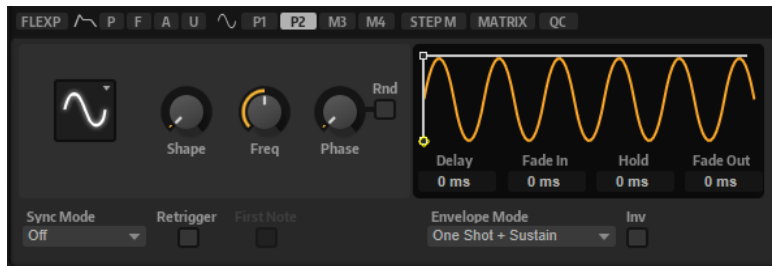 FLEXP P F A U P1 P2 M3 M4 STEP M MATRIX QC
Rnd
Shape Freq Phase
Delay Fade In Hold Fade Out
0 ms 0 ms 0 ms 0 ms
Sync Mode Retrigger First Note Envelope Mode Inv
Off One Shot + Sustain